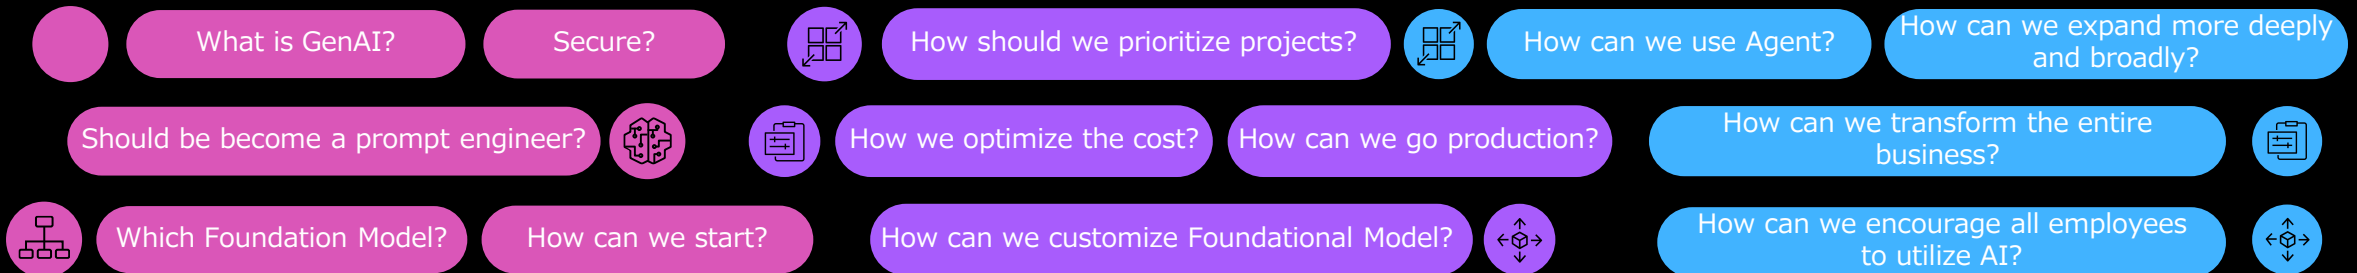 What is GenAI?
Secure?
How should we prioritize projects?
How can we use Agent?
How can we expand more deeply
and broadly?
Should be become a prompt engineer?
How we optimize the cost?
How can we go production?
How can we transform the entire
business?
Which Foundation Model?
How can we start?
How can we customize Foundational Model?
How can we encourage all employees
to utilize AI?